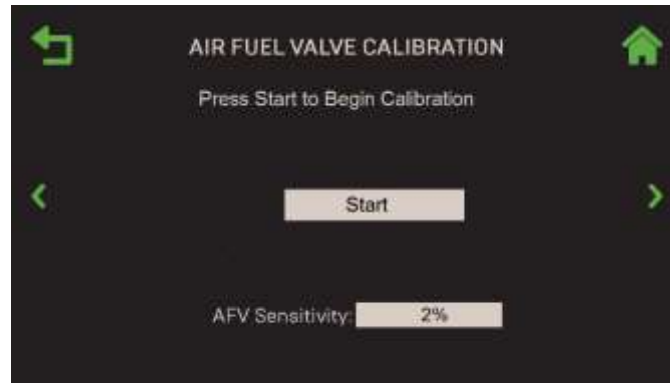 AIR FUEL VALVE CALIBRATION
Press Start to Begin Calibration
Start
AFV Sensitivity: 2%